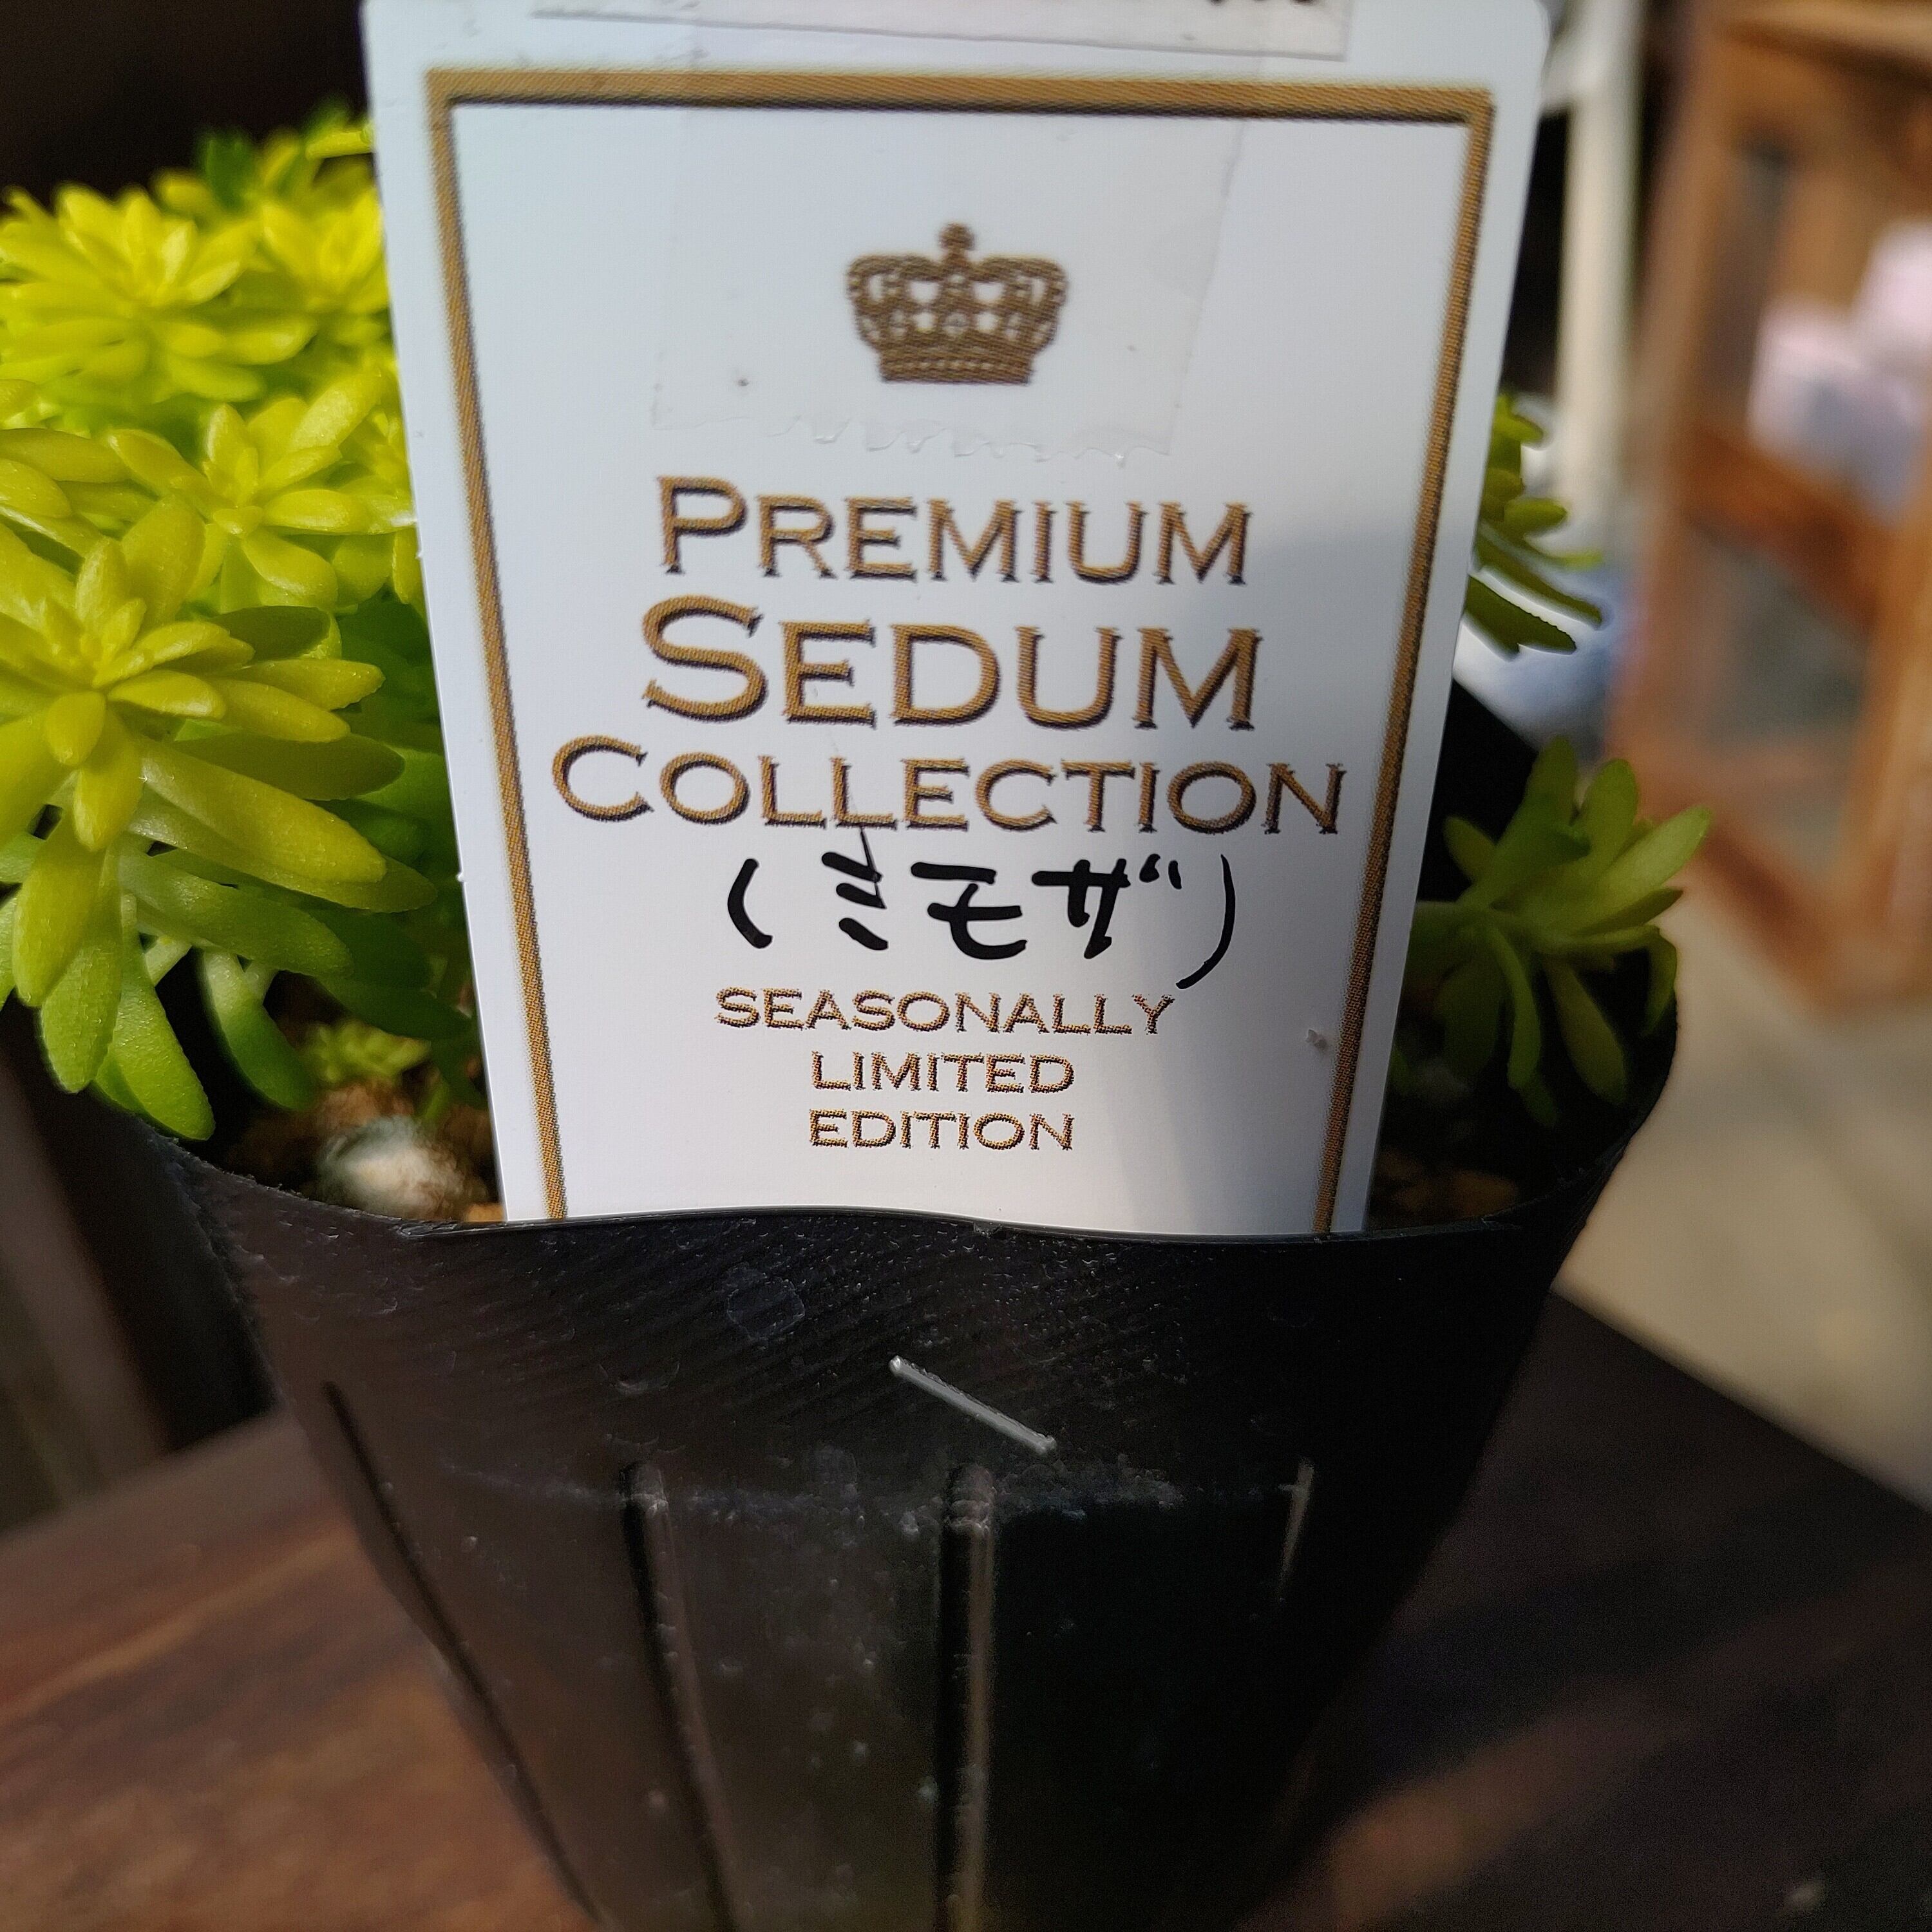 PREMIUM
SEDUM
COLLECTION
(ミモザ)
SEASONALLY
LIMITED
EDITION